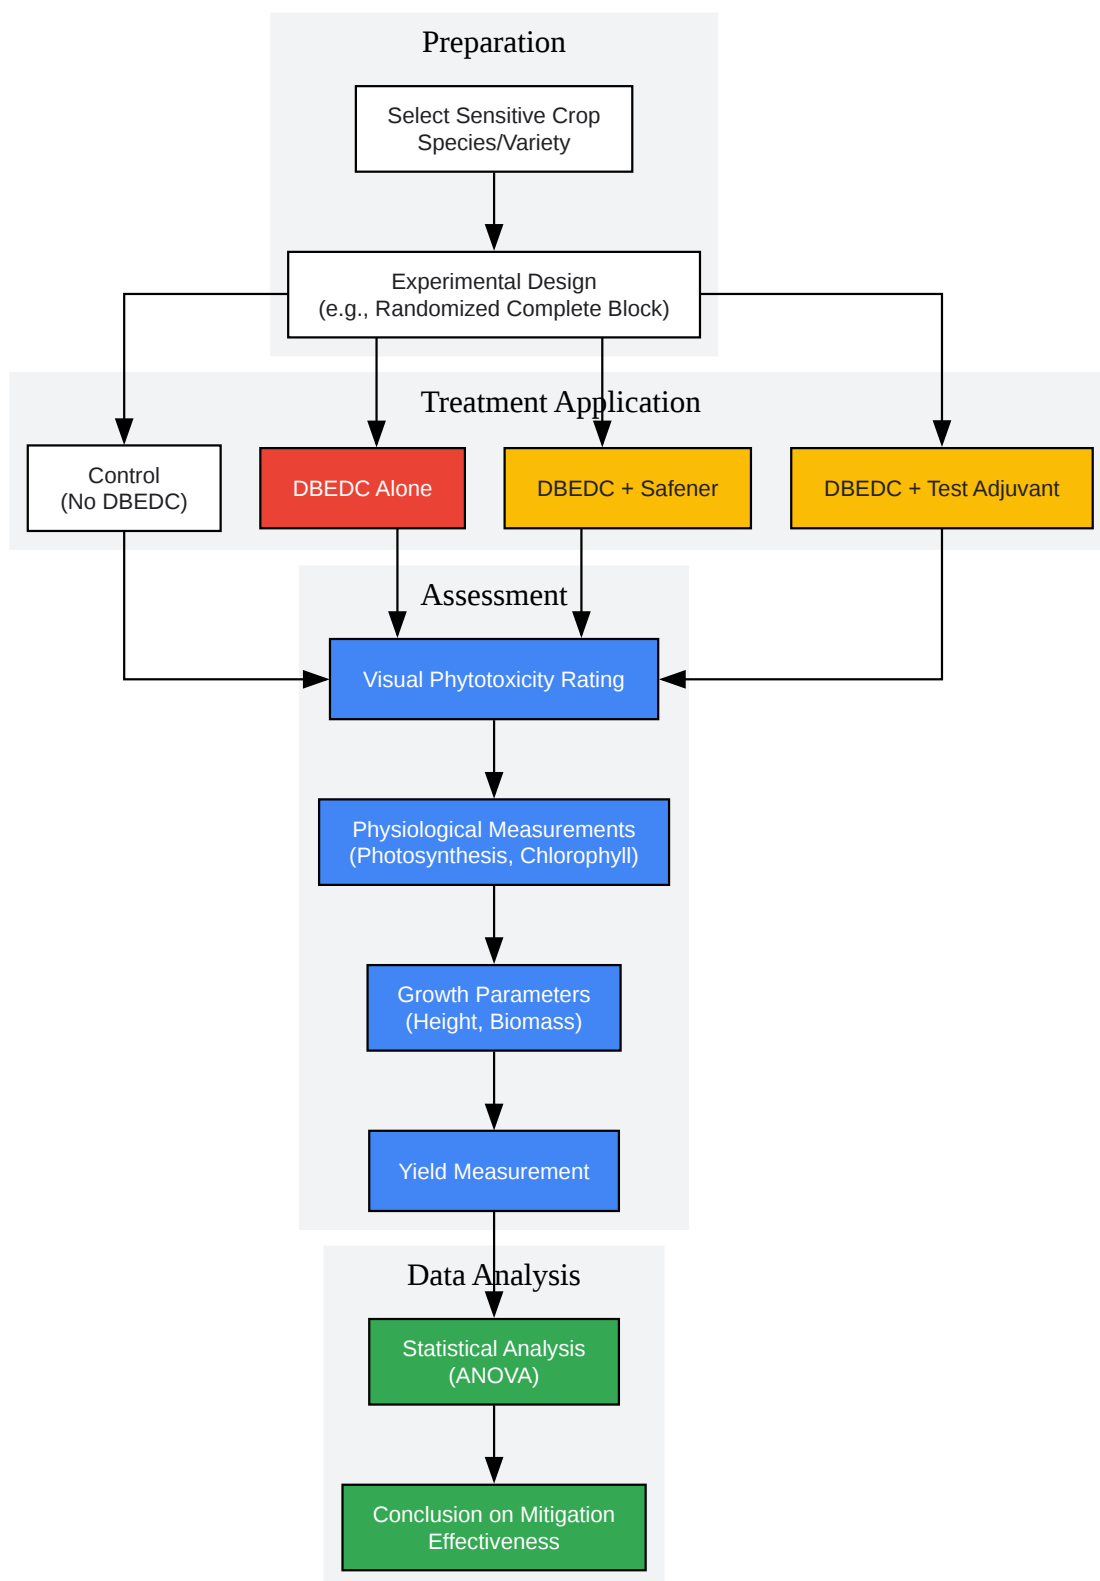 Preparation
Select Sensitive Crop
Species/Variety
Experimental Design
(e.g., Randomized Complete Block)
Treatment Application
Control
(No DBEDC)
DBEDC Alone
DBEDC + Safener
DBEDC + Test Adjuvant
Assessment
Visual Phytotoxicity Rating
Physiological Measurements
(Photosynthesis, Chlorophyll)
Growth Parameters
(Height, Biomass)
Yield Measurement
Data Analysis
Statistical Analysis
(ANOVA)
Conclusion on Mitigation
Effectiveness